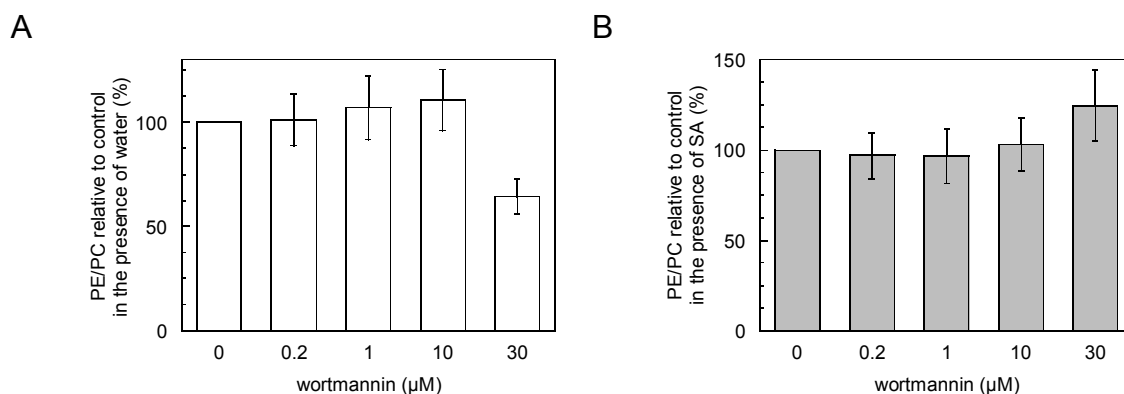 A
PE/PC relative to control
in the presence of water (%)
100
50
0
0 0.2 1 10 30
wortmannin (µM)
B
PE/PC relative to control
in the presence of SA (%)
150
100
50
0
0 0.2 1 10 30
wortmannin (µM)